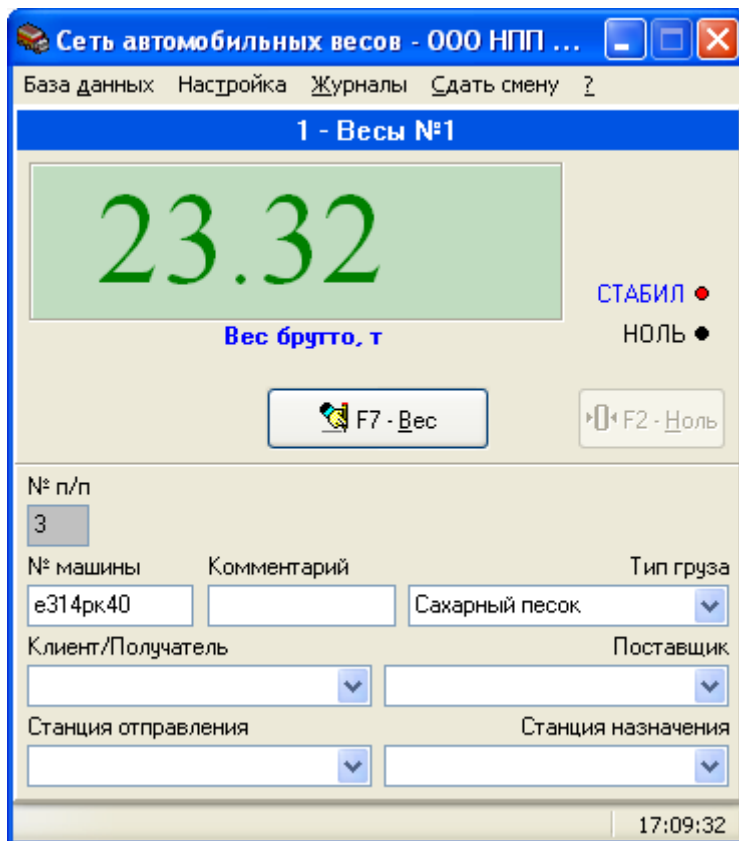 Сеть автомобильных весов - ООО НПП ...
База данных Настройка Журналы Сдать смену ?
1 - Весы №1
23.32
СТАБИЛ
Вес брутто, т
НОЛЬ
F7 - Вес
F2 - Ноль
№ п/п
3
№ машины Комментарий Тип груза
е314рк40 Сахарный песок
Клиент/Получатель Поставщик
Станция отправления Станция назначения
17:09:32